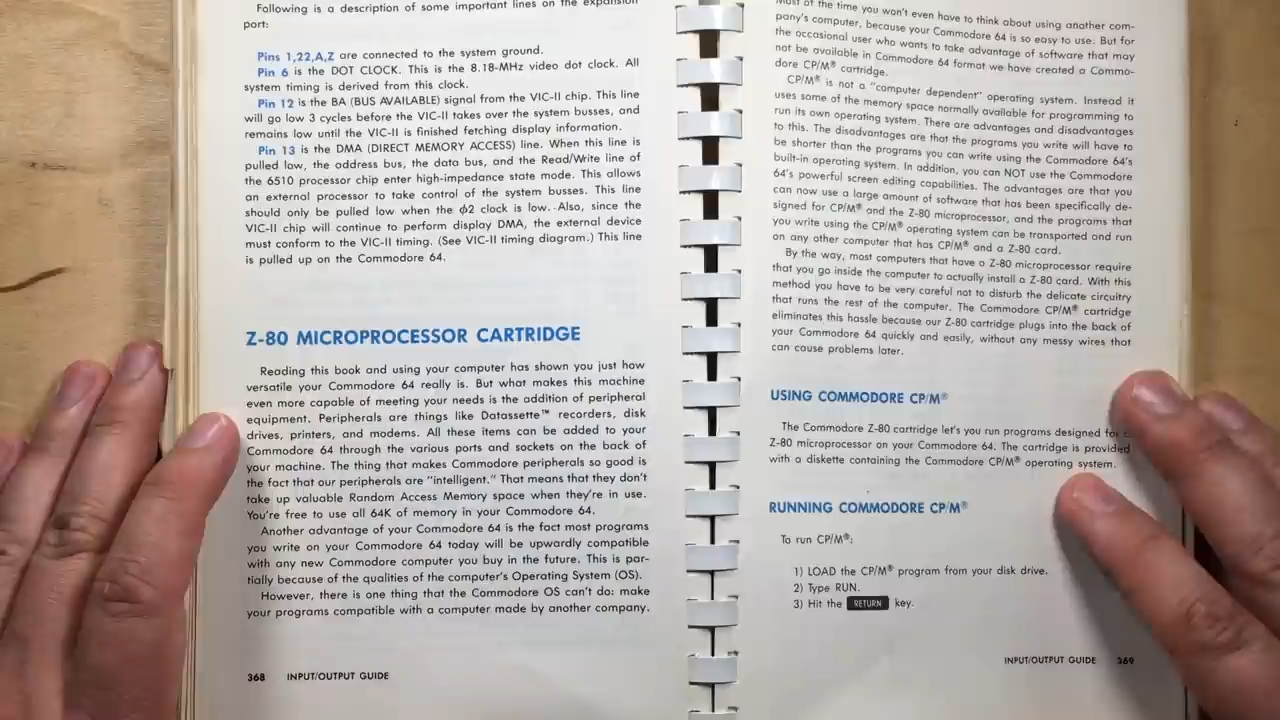 Following is a description of some important lines on the expansion
port:
Pins 1,22,A,Z are connected to the system ground.
Pin 6 is the DOT CLOCK. This is the 8.18-MHz video dot clock. All
system timing is derived from this clock.
Pin 12 is the BA (BUS AVAILABLE) signal from the VIC-II chip. This line
will go low 3 cycles before the VIC-II takes over the system busses, and
remains low until the VIC-II is finished fetching display information.
Pin 13 is the DMA (DIRECT MEMORY ACCESS) line. When this line is
pulled low, the address bus, the data bus, and the Read/Write line of
the 6510 processor chip enter high-impedance state mode. This allows
an external processor to take control of the system busses. This line
should only be pulled low when the ϕ2 clock is low. Also, since the
VIC-II chip will continue to perform display DMA, the external device
must conform to the VIC-II timing. (See VIC-II timing diagram.) This line
is pulled up on the Commodore 64.
Z-80 MICROPROCESSOR CARTRIDGE
Reading this book and using your computer has shown you just how
versatile your Commodore 64 really is. But what makes this machine
even more capable of meeting your needs is the addition of peripheral
equipment. Peripherals are things like Datassette™ recorders, disk
drives, printers, and modems. All these items can be added to your
Commodore 64 through the various ports and sockets on the back of
your machine. The thing that makes Commodore peripherals so good is
the fact that our peripherals are "intelligent." That means that they don't
take up valuable Random Access Memory space when they're in use.
You're free to use all 64K of memory in your Commodore 64.
Another advantage of your Commodore 64 is the fact most programs
you write on your Commodore 64 today will be upwardly compatible
with any new Commodore computer you buy in the future. This is par-
tially because of the qualities of the computer's Operating System (OS).
However, there is one thing that the Commodore OS can't do: make
your programs compatible with a computer made by another company.
368 INPUT/OUTPUT GUIDE
Most of the time you won't even have to think about using another com-
pany's computer, because your Commodore 64 is so easy to use. But for
the occasional user who wants to take advantage of software that may
not be available in Commodore 64 format we have created a Commo-
dore CP/M® cartridge.
CP/M® is not a "computer dependent" operating system. Instead it
uses some of the memory space normally available for programming to
run its own operating system. There are advantages and disadvantages
to this. The disadvantages are that the programs you write will have to
be shorter than the programs you can write using the Commodore 64's
built-in operating system. In addition, you can NOT use the Commodore
64's powerful screen editing capabilities. The advantages are that you
can now use a large amount of software that has been specifically de-
signed for CP/M® and the Z-80 microprocessor, and the programs that
you write using the CP/M® operating system can be transported and run
on any other computer that has CP/M® and a Z-80 card.
By the way, most computers that have a Z-80 microprocessor require
that you go inside the computer to actually install a Z-80 card. With this
method you have to be very careful not to disturb the delicate circuitry
that runs the rest of the computer. The Commodore CP/M® cartridge
eliminates this hassle because our Z-80 cartridge plugs into the back of
your Commodore 64 quickly and easily, without any messy wires that
can cause problems later.
USING COMMODORE CP/M®
The Commodore Z-80 cartridge let's you run programs designed for a
Z-80 microprocessor on your Commodore 64. The cartridge is provided
with a diskette containing the Commodore CP/M® operating system.
RUNNING COMMODORE CP/M®
To run CP/M®:
1) LOAD the CP/M® program from your disk drive.
2) Type RUN.
3) Hit the RETURN key.
INPUT/OUTPUT GUIDE 369